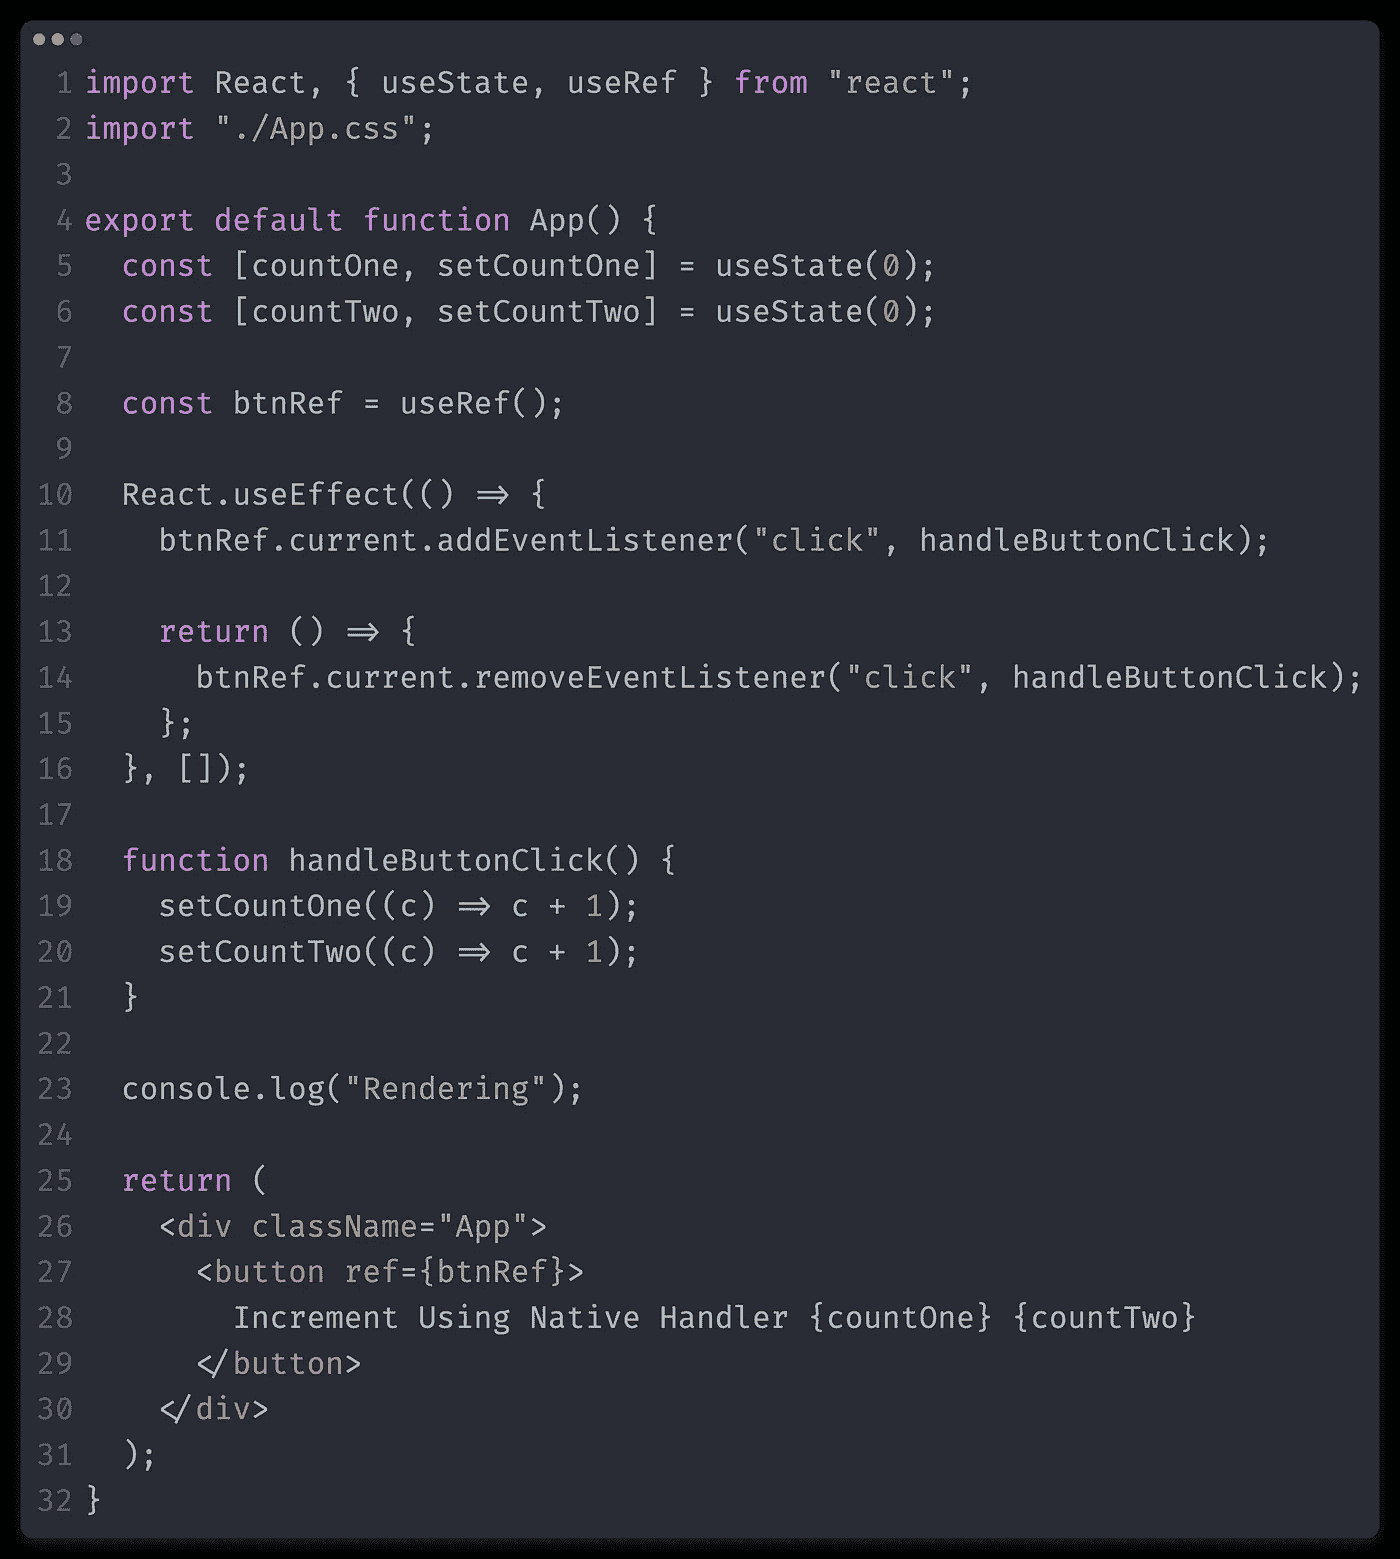 1 import React, { useState, useRef } from "react";
2 import "./App.css";
3
4 export default function App() {
5   const [countOne, setCountOne] = useState(0);
6   const [countTwo, setCountTwo] = useState(0);
7
8   const btnRef = useRef();
9
10   React.useEffect(() => {
11     btnRef.current.addEventListener("click", handleButtonClick);
12
13     return () => {
14       btnRef.current.removeEventListener("click", handleButtonClick);
15     };
16   }, []);
17
18   function handleButtonClick() {
19     setCountOne((c) => c + 1);
20     setCountTwo((c) => c + 1);
21   }
22
23   console.log("Rendering");
24
25   return (
26     <div className="App">
27       <button ref={btnRef}>
28         Increment Using Native Handler {countOne} {countTwo}
29       </button>
30     </div>
31   );
32 }